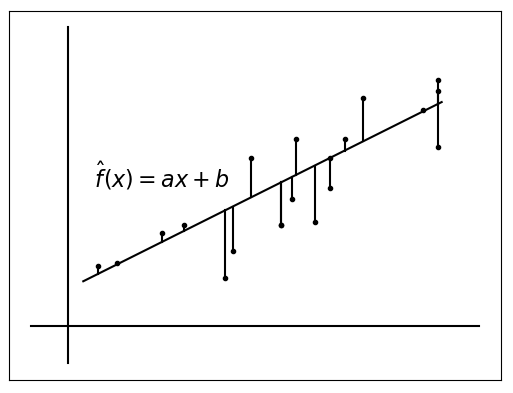 f̂(x) = ax + b